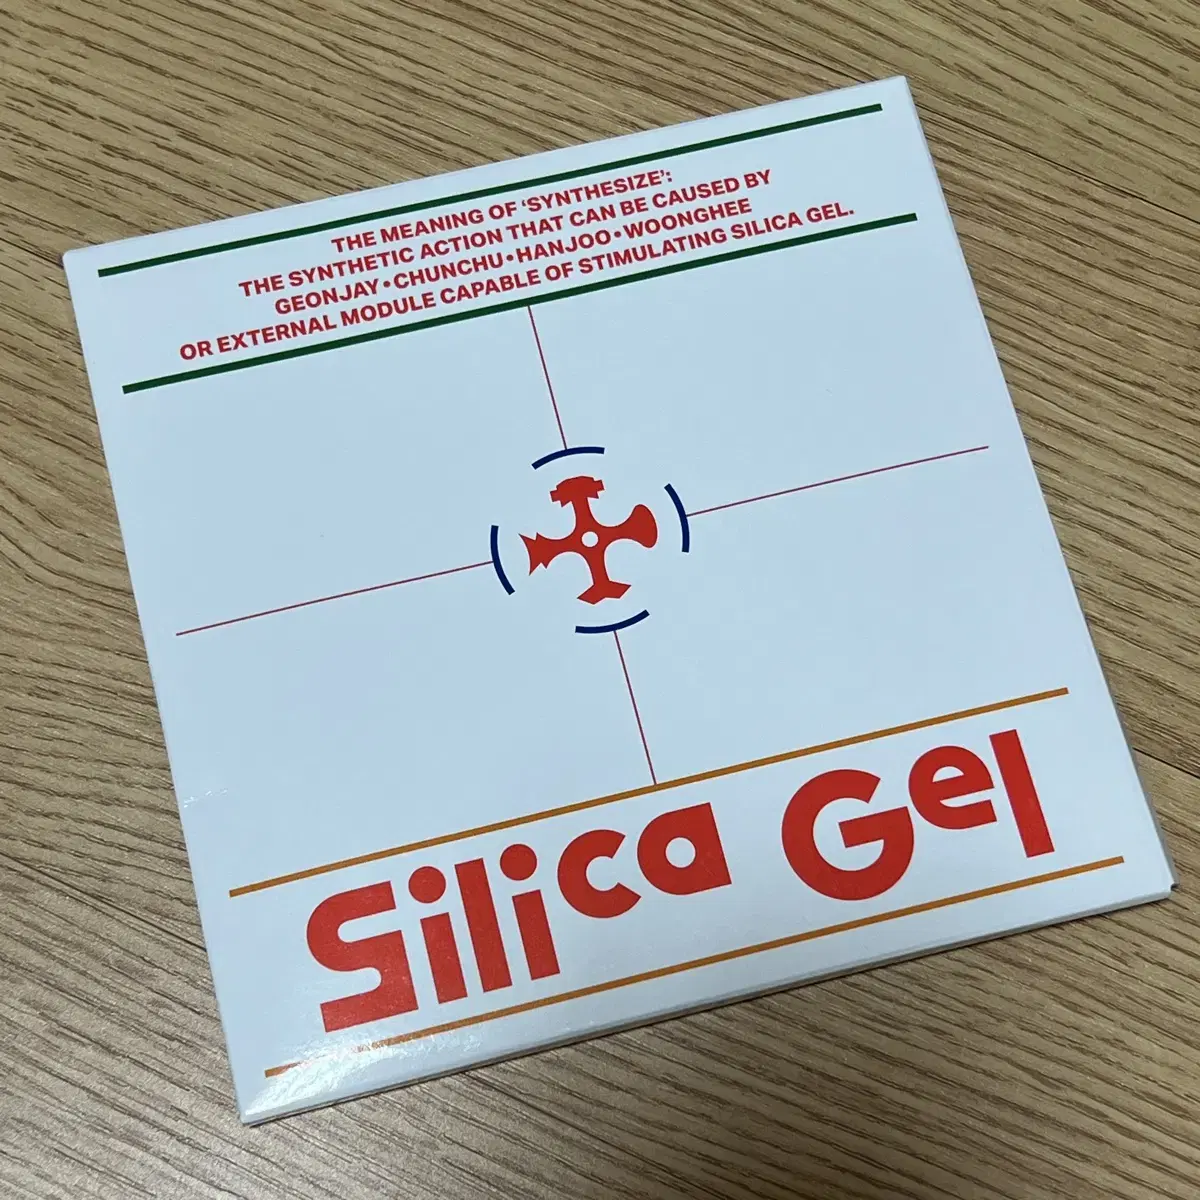 THE MEANING OF ‘SYNTHESIZE’:
THE SYNTHETIC ACTION THAT CAN BE CAUSED BY
GEONJAY•CHUNCHU•HANJOO•WOONGHEE
OR EXTERNAL MODULE CAPABLE OF STIMULATING SILICA GEL.
Silica Gel